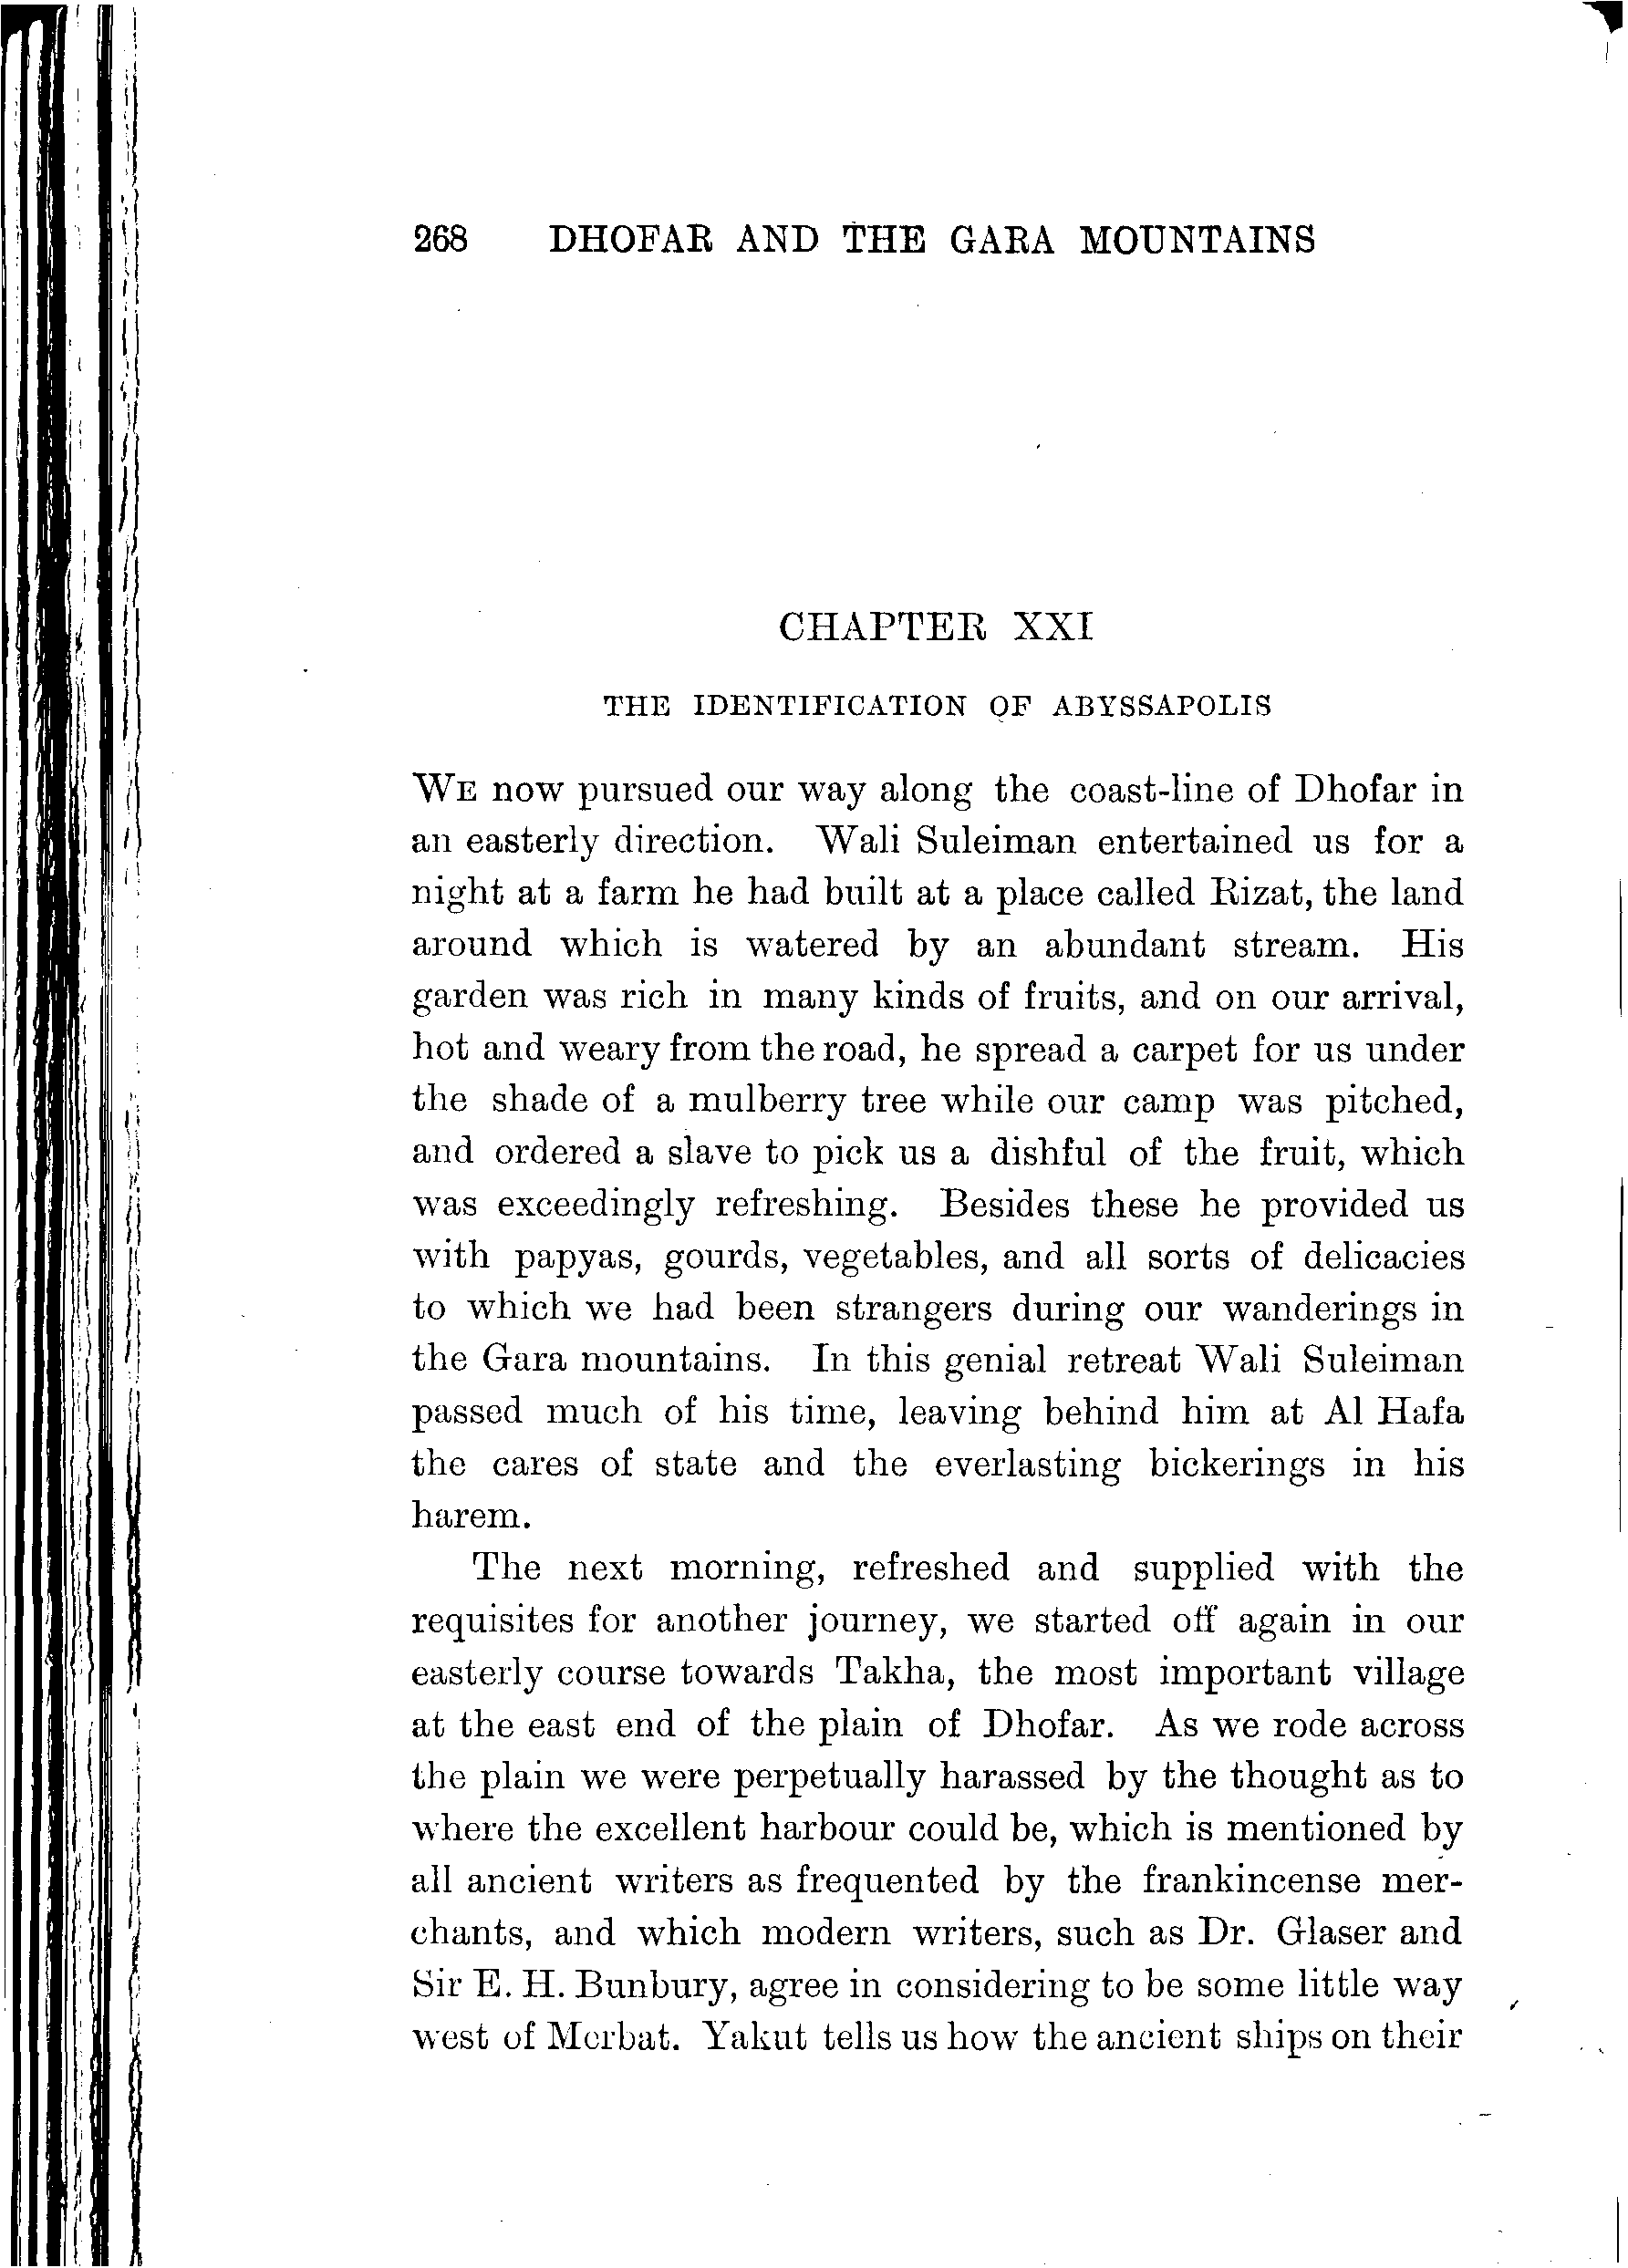 268 DHOFAR AND THE GARA MOUNTAINS
CHAPTER XXI
THE IDENTIFICATION OF ABYSSAPOLIS
WE now pursued our way along the coast-line of Dhofar in
an easterly direction. Wali Suleiman entertained us for a
night at a farm he had built at a place called Rizat, the land
around which is watered by an abundant stream. His
garden was rich in many kinds of fruits, and on our arrival,
hot and weary from the road, he spread a carpet for us under
the shade of a mulberry tree while our camp was pitched,
and ordered a slave to pick us a dishful of the fruit, which
was exceedingly refreshing. Besides these he provided us
with papyas, gourds, vegetables, and all sorts of delicacies
to which we had been strangers during our wanderings in
the Gara mountains. In this genial retreat Wali Suleiman
passed much of his time, leaving behind him at Al Hafa
the cares of state and the everlasting bickerings in his
harem.
The next morning, refreshed and supplied with the
requisites for another journey, we started off again in our
easterly course towards Takha, the most important village
at the east end of the plain of Dhofar. As we rode across
the plain we were perpetually harassed by the thought as to
where the excellent harbour could be, which is mentioned by
all ancient writers as frequented by the frankincense mer-
chants, and which modern writers, such as Dr. Glaser and
Sir E. H. Bunbury, agree in considering to be some little way
west of Merbat. Yakut tells us how the ancient ships on their